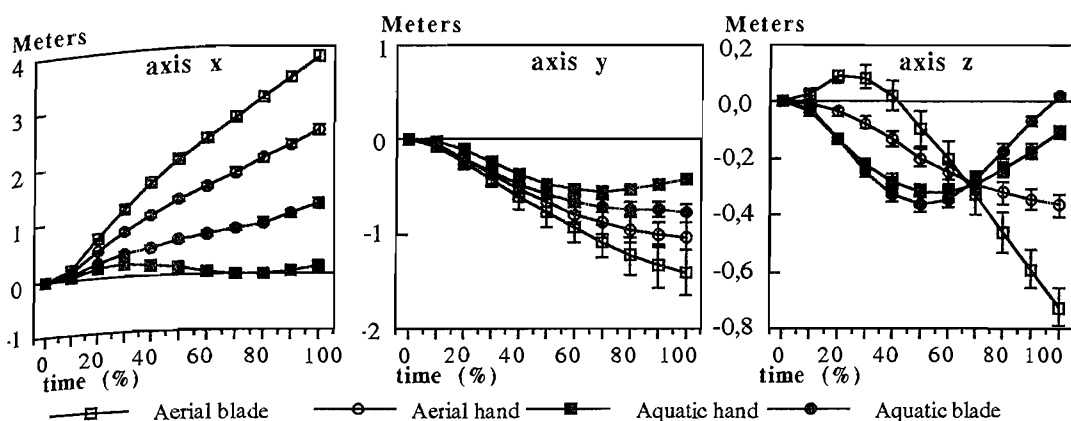 Meters
axis x
4
3
2
1
0
-1
0 20 40 60 80 100
time (%)
Meters
axis y
1
0
-1
-2
0 20 40 60 80 100
time (%)
Meters
axis z
0,2
0,0
-0,2
-0,4
-0,6
-0,8
0 20 40 60 80 100
time (%)
Aerial blade Aerial hand Aquatic hand Aquatic blade